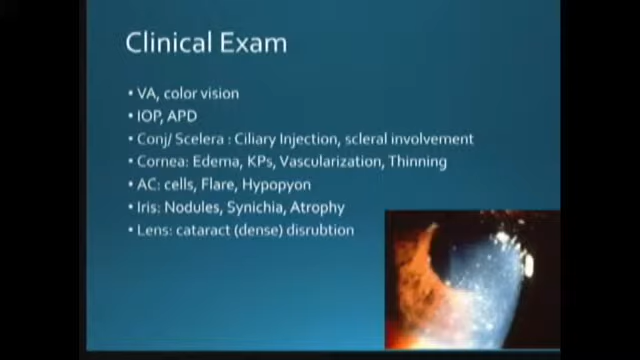 Clinical Exam
• VA, color vision
• IOP, APD
• Conj/ Scelera : Ciliary Injection, scleral involvement
• Cornea: Edema, KPs, Vascularization, Thinning
• AC: cells, Flare, Hypopyon
• Iris: Nodules, Synichia, Atrophy
• Lens: cataract (dense) disrubtion